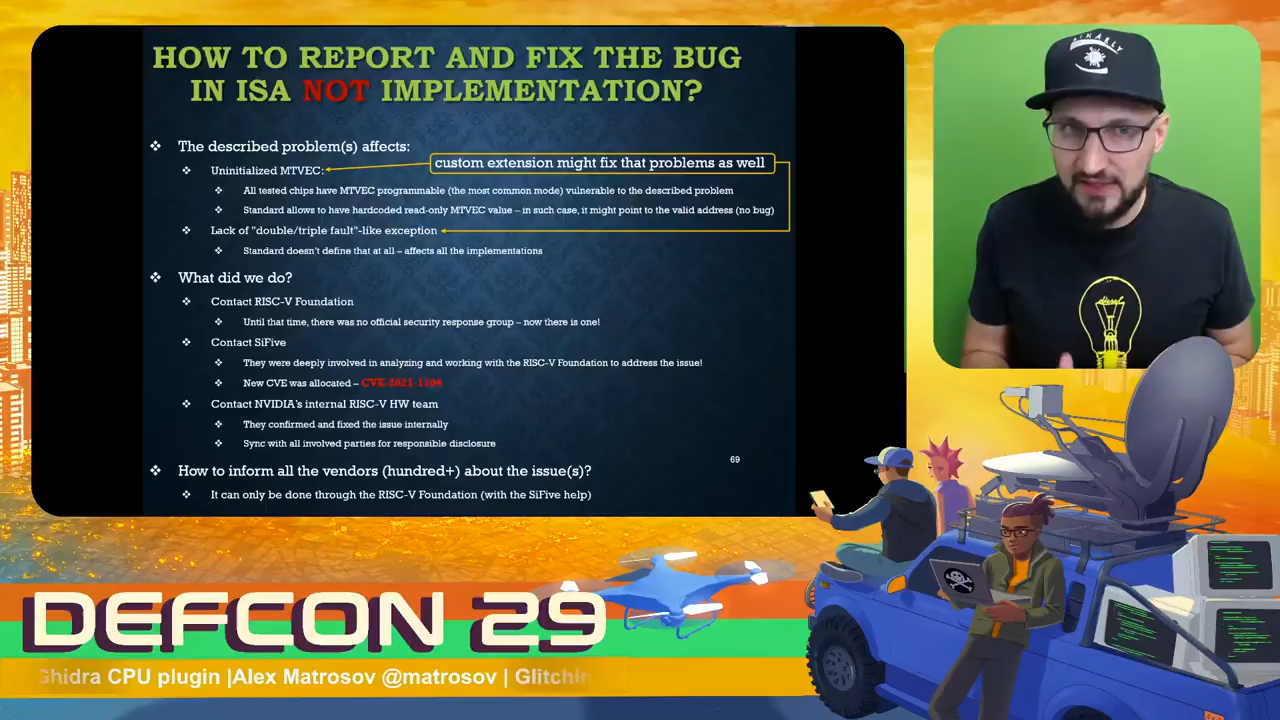 HOW TO REPORT AND FIX THE BUG
IN ISA NOT IMPLEMENTATION?
The described problem(s) affects:
custom extension might fix that problems as well
Uninitialized MTVEC:
All tested chips have MTVEC programmable (the most common mode) vulnerable to the described problem
Standard allows to have hardcoded read-only MTVEC value – in such case, it might point to the valid address (no bug)
Lack of "double/triple fault"-like exception
Standard doesn't define that at all – affects all the implementations
What did we do?
Contact RISC-V Foundation
Until that time, there was no official security response group – now there is one!
Contact SiFive
They were deeply involved in analyzing and working with the RISC-V Foundation to address the issue!
New CVE was allocated – CVE-2021-1104
Contact NVIDIA's internal RISC-V HW team
They confirmed and fixed the issue internally
Sync with all involved parties for responsible disclosure
69
How to inform all the vendors (hundred+) about the issue(s)?
It can only be done through the RISC-V Foundation (with the SiFive help)
DEFCON 29
Ghidra CPU plugin |Alex Matrosov @matrosov | Glitchin